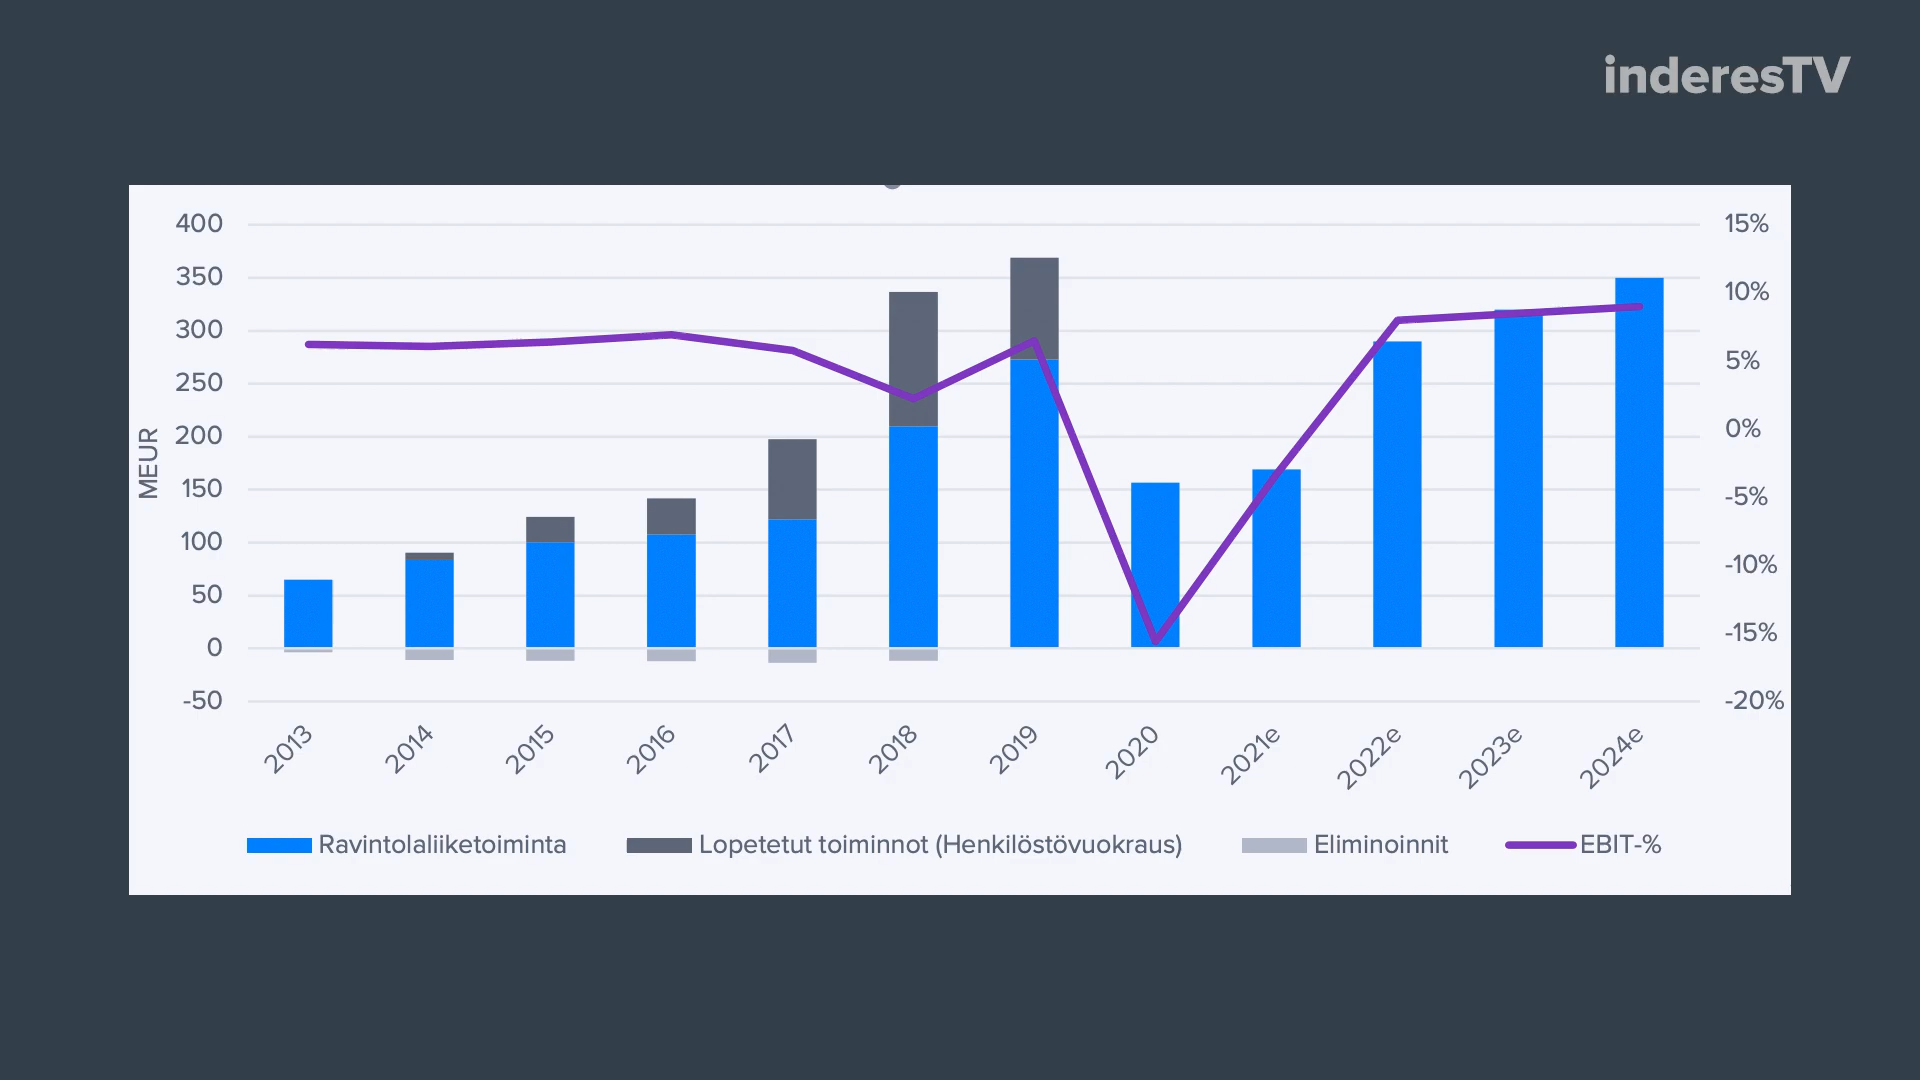 inderesTV
400
350
300
250
200
150
100
50
0
-50
MEUR
15%
10%
5%
0%
-5%
-10%
-15%
-20%
2013
2014
2015
2016
2017
2018
2019
2020
2021e
2022e
2023e
2024e
Ravintolaliiketoiminta
Lopetetut toiminnot (Henkilöstövuokraus)
Eliminoinnit
EBIT-%